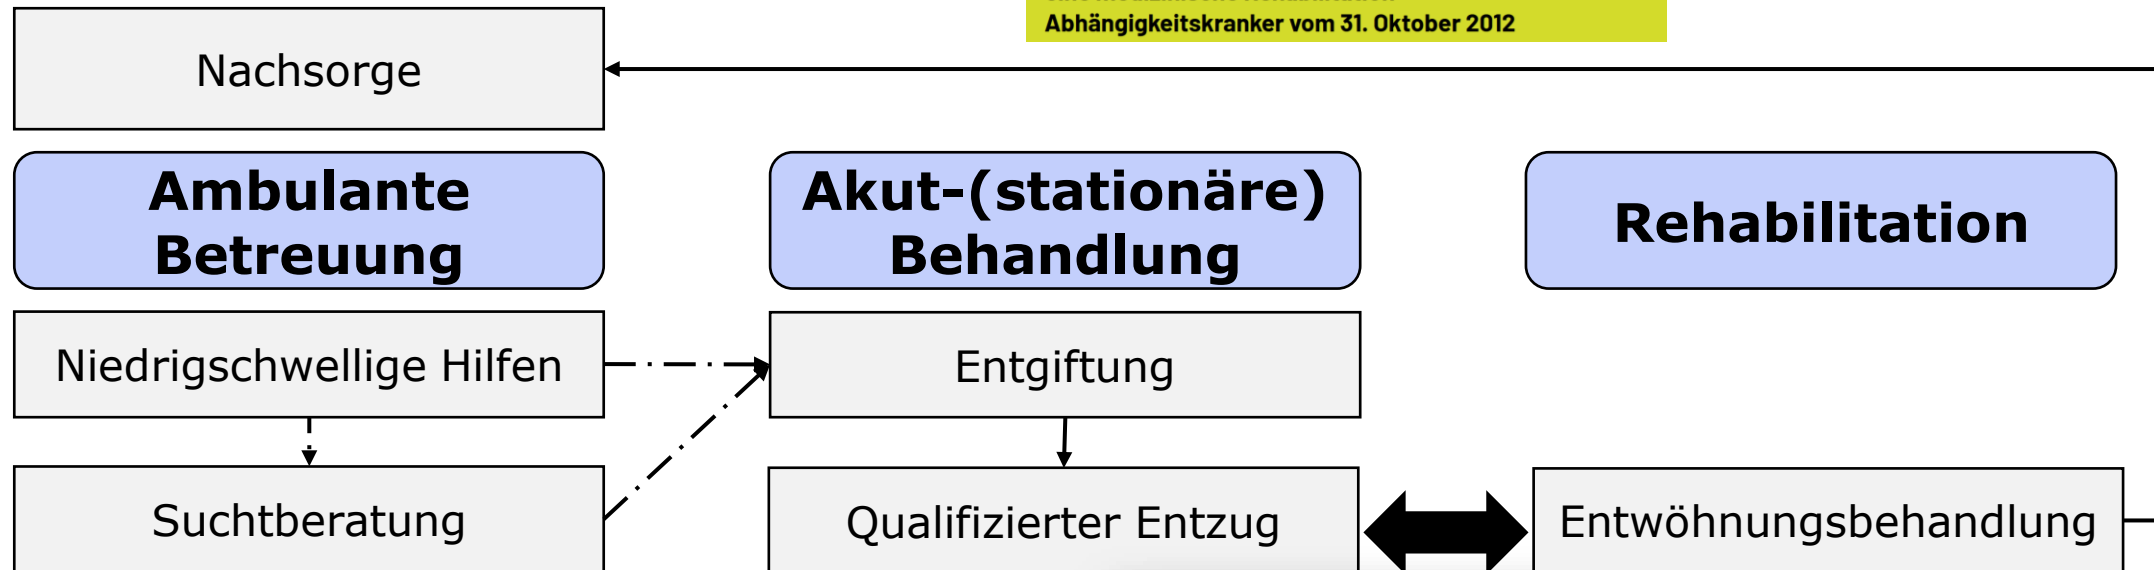 Abhängigkeitskranker vom 31. Oktober 2012
Nachsorge
Ambulante
Betreuung
Akut-(stationäre)
Behandlung
Rehabilitation
Niedrigschwellige Hilfen
Entgiftung
Suchtberatung
Qualifizierter Entzug
Entwöhnungsbehandlung